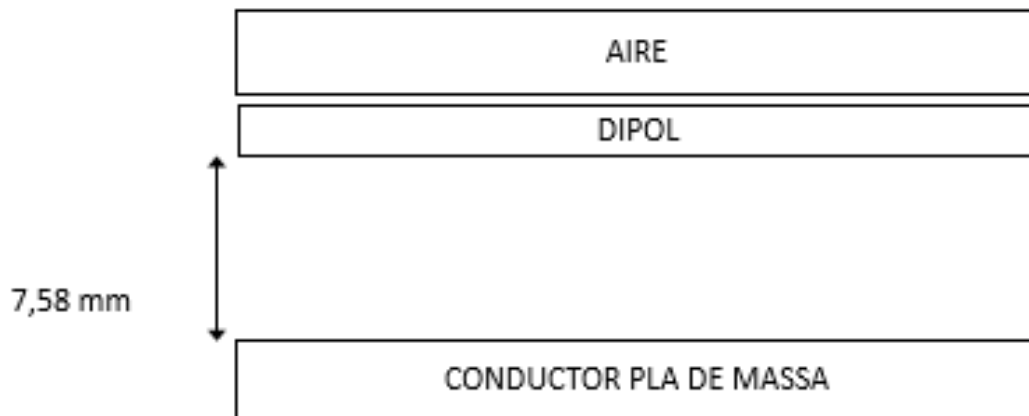 AIRE
DIPOL
7,58 mm
CONDUCTOR PLA DE MASSA